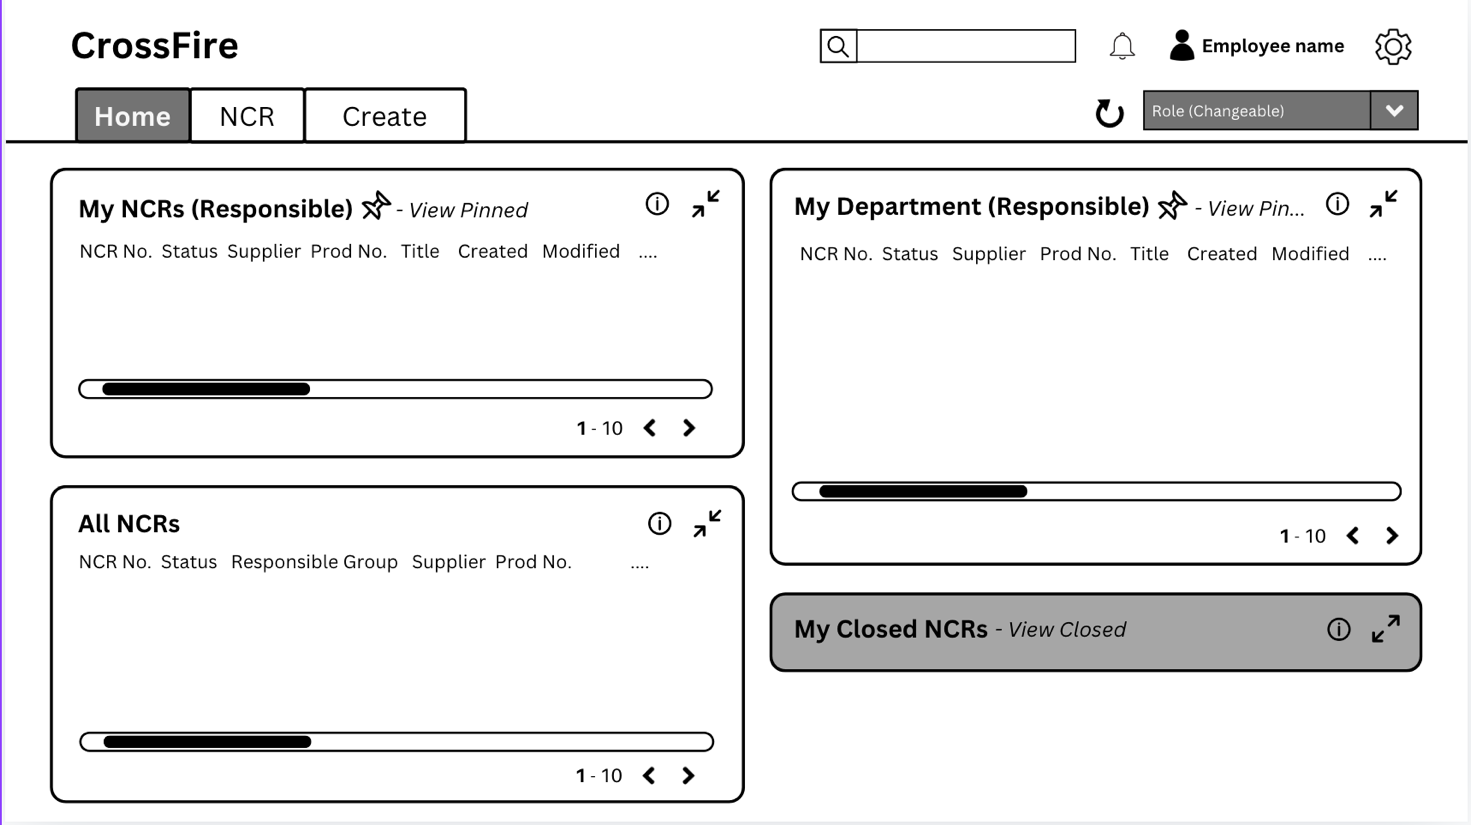 CrossFire
Employee name
Home NCR Create
Role (Changeable)
My NCRs (Responsible) - View Pinned
NCR No. Status Supplier Prod No. Title Created Modified ....
1 - 10
My Department (Responsible) - View Pin...
NCR No. Status Supplier Prod No. Title Created Modified ....
1 - 10
All NCRs
NCR No. Status Responsible Group Supplier Prod No. ....
1 - 10
My Closed NCRs - View Closed